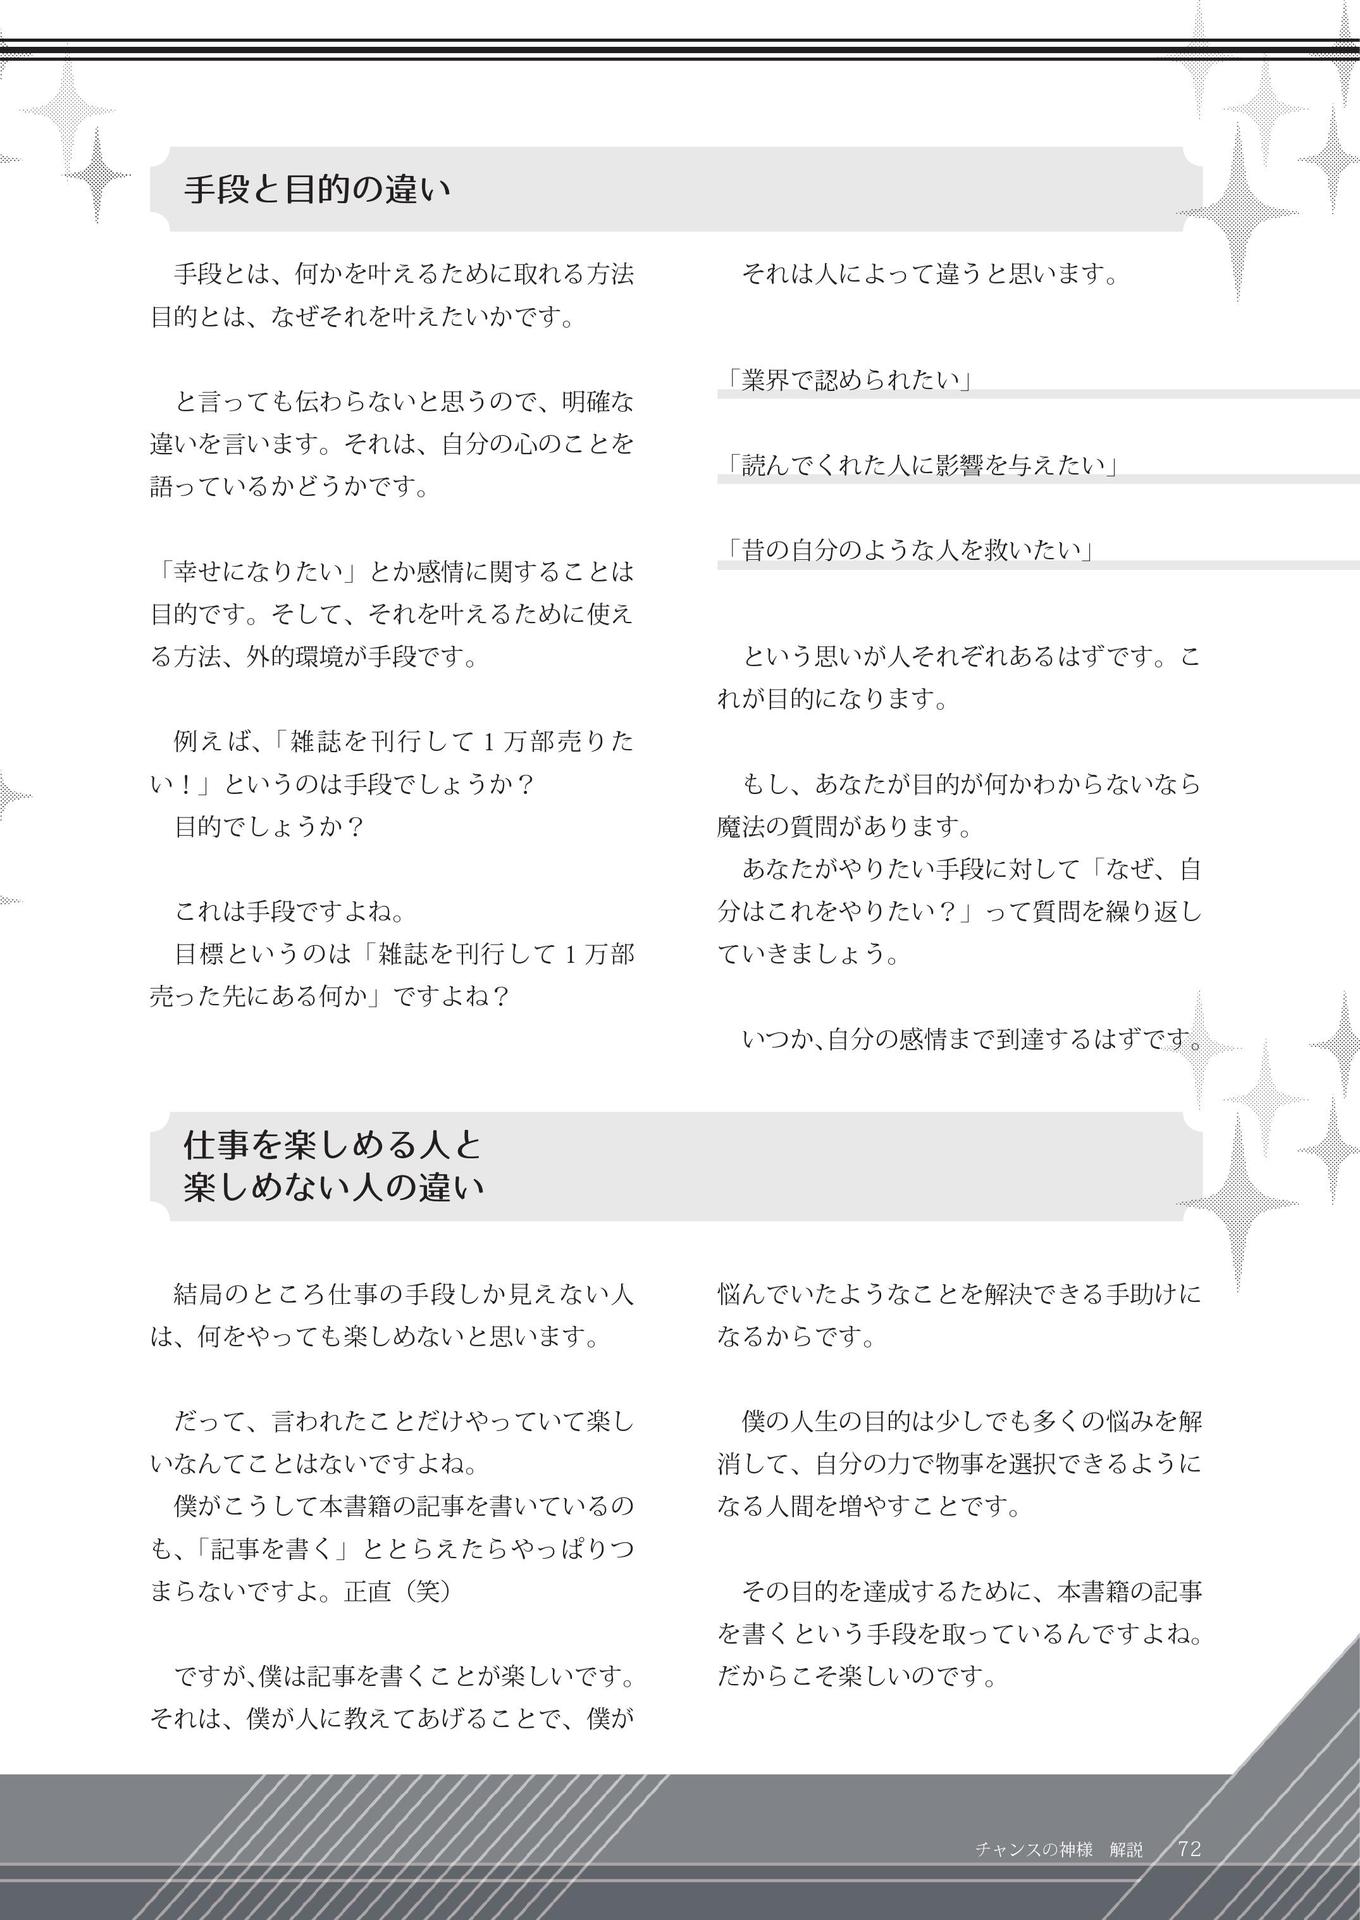 手段と目的の違い
手段とは、何かを叶えるために取れる方法
目的とは、なぜそれを叶えたいかです。
と言っても伝わらないと思うので、明確な
違いを言います。それは、自分の心のことを
語っているかどうかです。
「幸せになりたい」とか感情に関することは
目的です。そして、それを叶えるために使え
る方法、外的環境が手段です。
例えば、「雑誌を刊行して1万部売りた
い！」というのは手段でしょうか？
目的でしょうか？
これは手段ですよね。
目標というのは「雑誌を刊行して1万部
売った先にある何か」ですよね？
それは人によって違うと思います。
「業界で認められたい」
「読んでくれた人に影響を与えたい」
「昔の自分のような人を救いたい」
という思いが人それぞれあるはずです。こ
れが目的になります。
もし、あなたが目的が何かわからないなら
魔法の質問があります。
あなたがやりたい手段に対して「なぜ、自
分はこれをやりたい？」って質問を繰り返し
ていきましょう。
いつか、自分の感情まで到達するはずです。
仕事を楽しめる人と
楽しめない人の違い
結局のところ仕事の手段しか見えない人
は、何をやっても楽しめないと思います。
だって、言われたことだけやっていて楽し
いなんてことはないですよね。
僕がこうして本書籍の記事を書いているの
も、「記事を書く」ととらえたらやっぱりつ
まらないですよ。正直（笑）
ですが、僕は記事を書くことが楽しいです。
それは、僕が人に教えてあげることで、僕が
悩んでいたようなことを解決できる手助けに
なるからです。
僕の人生の目的は少しでも多くの悩みを解
消して、自分の力で物事を選択できるように
なる人間を増やすことです。
その目的を達成するために、本書籍の記事
を書くという手段を取っているんですよね。
だからこそ楽しいのです。
チャンスの神様　解説　72